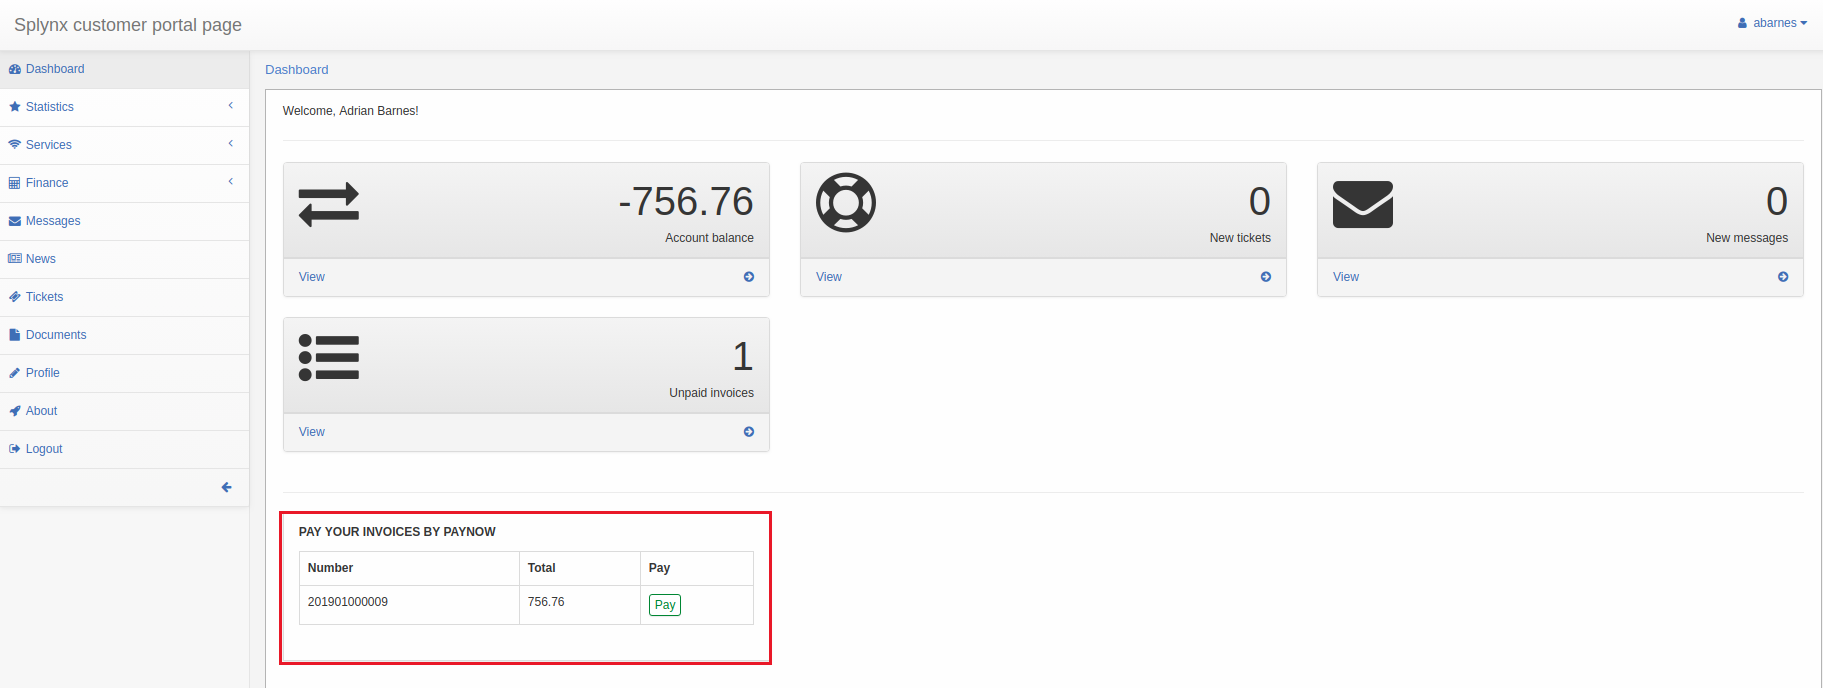 Splynx customer portal page
abarnes
Dashboard
Statistics
Services
Finance
Messages
News
Tickets
Documents
Profile
About
Logout
Dashboard
Welcome, Adrian Barnes!
-756.76
Account balance
View
0
New tickets
View
0
New messages
View
1
Unpaid invoices
View
PAY YOUR INVOICES BY PAYNOW
Number Total Pay
201901000009 756.76 Pay